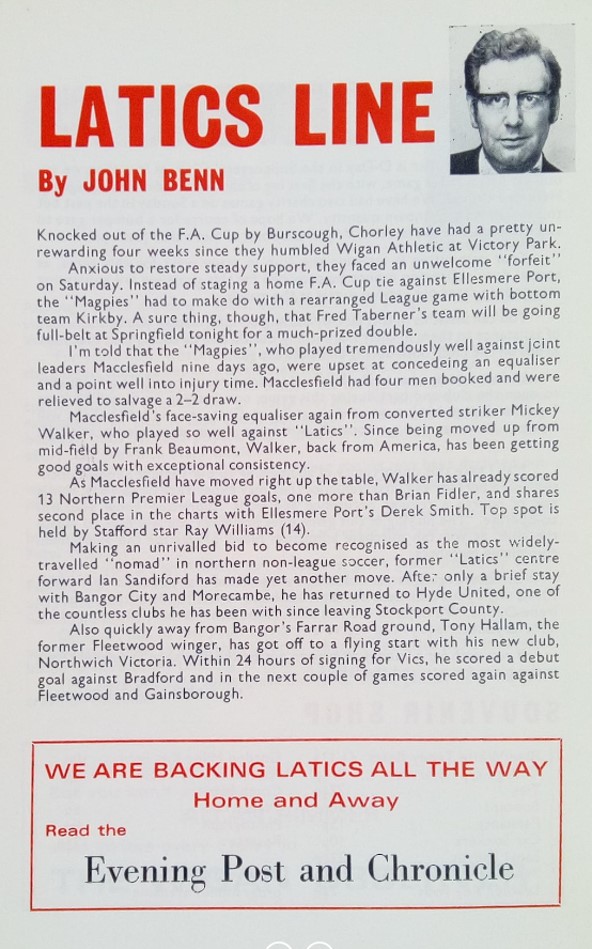 LATICS LINE
By JOHN BENN
Knocked out of the F.A. Cup by Burscough, Chorley have had a pretty un-
rewarding four weeks since they humbled Wigan Athletic at Victory Park.
Anxious to restore steady support, they faced an unwelcome "forfeit"
on Saturday. Instead of staging a home F.A. Cup tie against Ellesmere Port,
the "Magpies" had to make do with a rearranged League game with bottom
team Kirkby. A sure thing, though, that Fred Taberner's team will be going
full-belt at Springfield tonight for a much-prized double.
I'm told that the "Magpies", who played tremendously well against joint
leaders Macclesfield nine days ago, were upset at concedeing an equaliser
and a point well into injury time. Macclesfield had four men booked and were
relieved to salvage a 2–2 draw.
Macclesfield's face-saving equaliser again from converted striker Mickey
Walker, who played so well against "Latics". Since being moved up from
mid-field by Frank Beaumont, Walker, back from America, has been getting
good goals with exceptional consistency.
As Macclesfield have moved right up the table, Walker has already scored
13 Northern Premier League goals, one more than Brian Fidler, and shares
second place in the charts with Ellesmere Port's Derek Smith. Top spot is
held by Stafford star Ray Williams (14).
Making an unrivalled bid to become recognised as the most widely-
travelled "nomad" in northern non-league soccer, former "Latics" centre
forward Ian Sandiford has made yet another move. After only a brief stay
with Bangor City and Morecambe, he has returned to Hyde United, one of
the countless clubs he has been with since leaving Stockport County.
Also quickly away from Bangor's Farrar Road ground, Tony Hallam, the
former Fleetwood winger, has got off to a flying start with his new club,
Northwich Victoria. Within 24 hours of signing for Vics, he scored a debut
goal against Bradford and in the next couple of games scored again against
Fleetwood and Gainsborough.
WE ARE BACKING LATICS ALL THE WAY
Home and Away
Read the
Evening Post and Chronicle